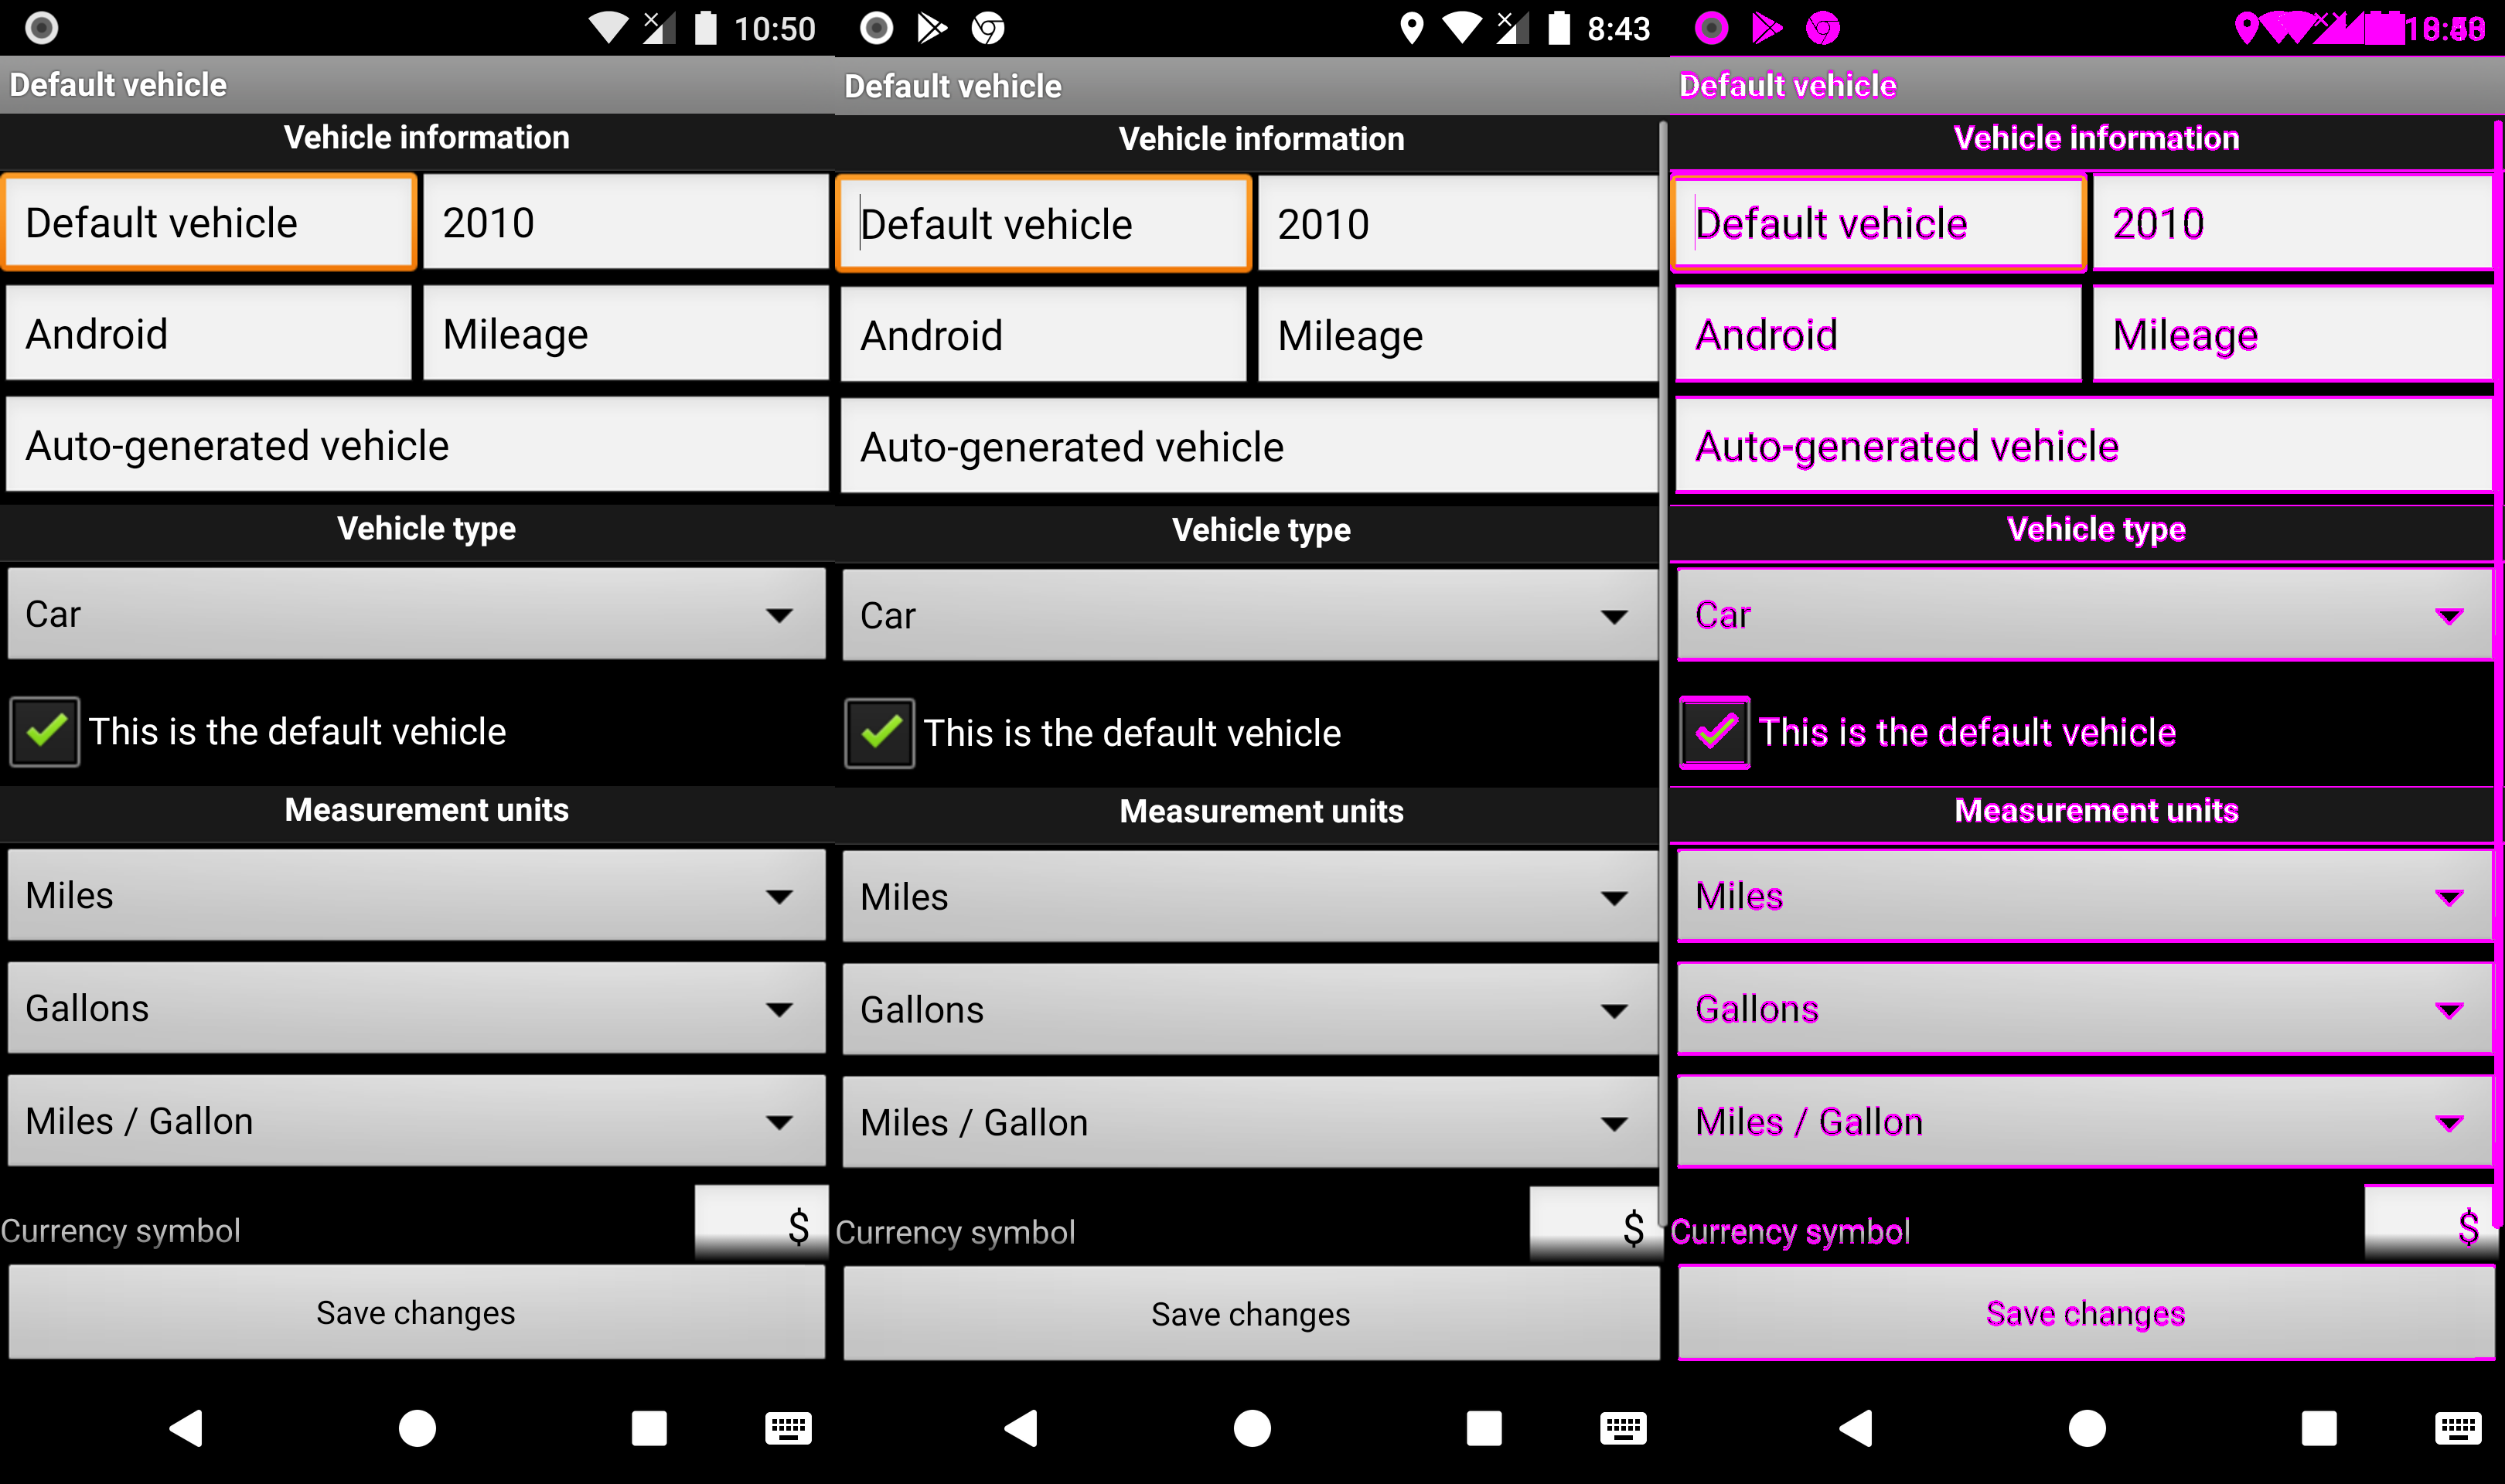 10:50
Default vehicle
Vehicle information
Default vehicle
2010
Android
Mileage
Auto-generated vehicle
Vehicle type
Car
This is the default vehicle
Measurement units
Miles
Gallons
Miles / Gallon
Currency symbol
$
Save changes
8:43
Default vehicle
Vehicle information
Default vehicle
2010
Android
Mileage
Auto-generated vehicle
Vehicle type
Car
This is the default vehicle
Measurement units
Miles
Gallons
Miles / Gallon
Currency symbol
$
Save changes
Default vehicle
Vehicle information
Default vehicle
2010
Android
Mileage
Auto-generated vehicle
Vehicle type
Car
This is the default vehicle
Measurement units
Miles
Gallons
Miles / Gallon
Currency symbol
$
Save changes